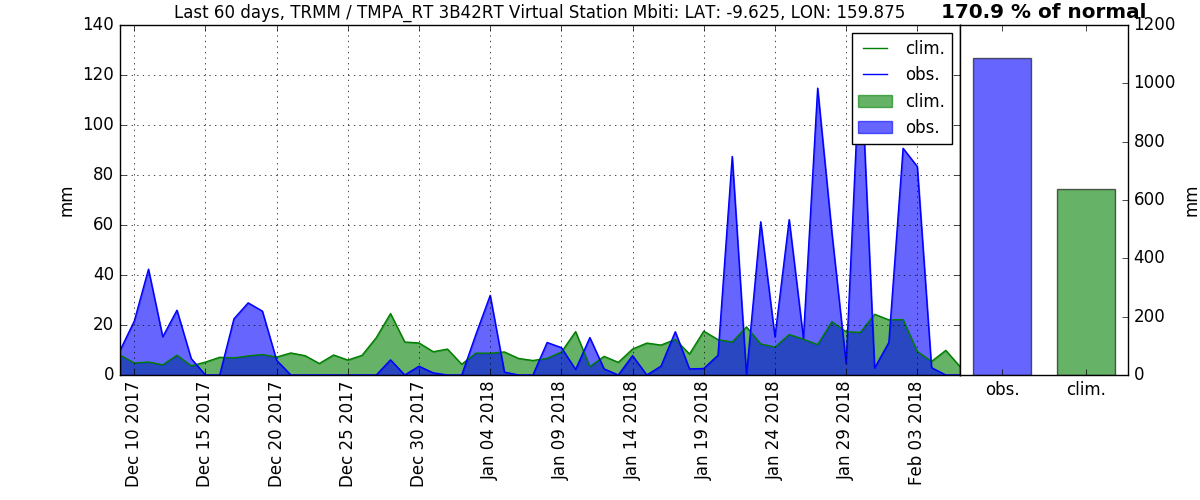 Last 60 days, TRMM / TMPA_RT 3B42RT Virtual Station Mbiti: LAT: -9.625, LON: 159.875
170.9 % of normal
140
120
100
80
60
40
20
0
mm
clim.
obs.
clim.
obs.
Dec 10 2017
Dec 15 2017
Dec 20 2017
Dec 25 2017
Dec 30 2017
Jan 04 2018
Jan 09 2018
Jan 14 2018
Jan 19 2018
Jan 24 2018
Jan 29 2018
Feb 03 2018
1200
1000
800
600
400
200
0
mm
obs.
clim.